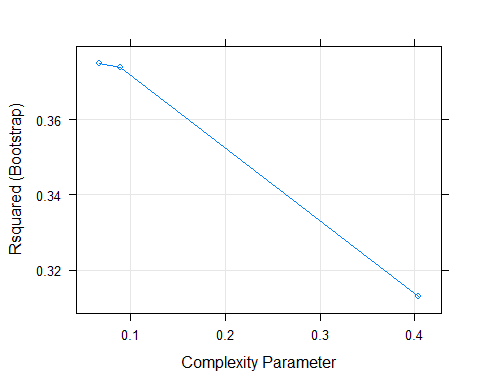 Rsquared (Bootstrap)
0.36
0.34
0.32
0.1 0.2 0.3 0.4
Complexity Parameter